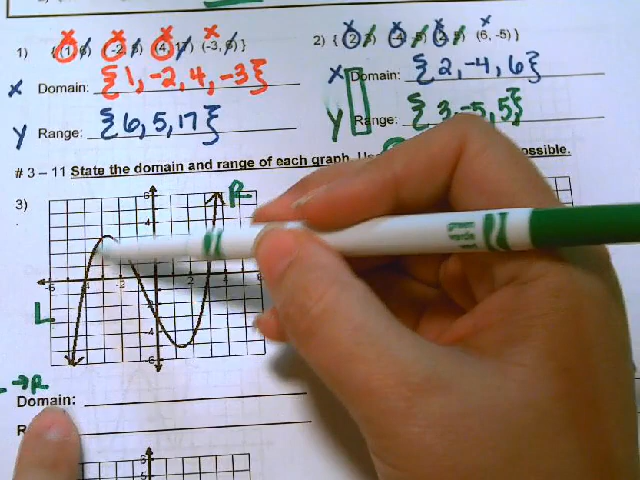 1) { (1, 6) (-2, 5) (4, 17) (-3, 6) }
x x x x
x Domain: {1, -2, 4, -3}
y Range: {6, 5, 17}
2) { (2, 3) (-4, 5) (2, 5) (6, -5) }
x x x x
x Domain: {2, -4, 6}
y Range: {3, -5, 5}
# 3 – 11 State the domain and range of each graph. possible.
3)
R
L
→ R
Domain:
green